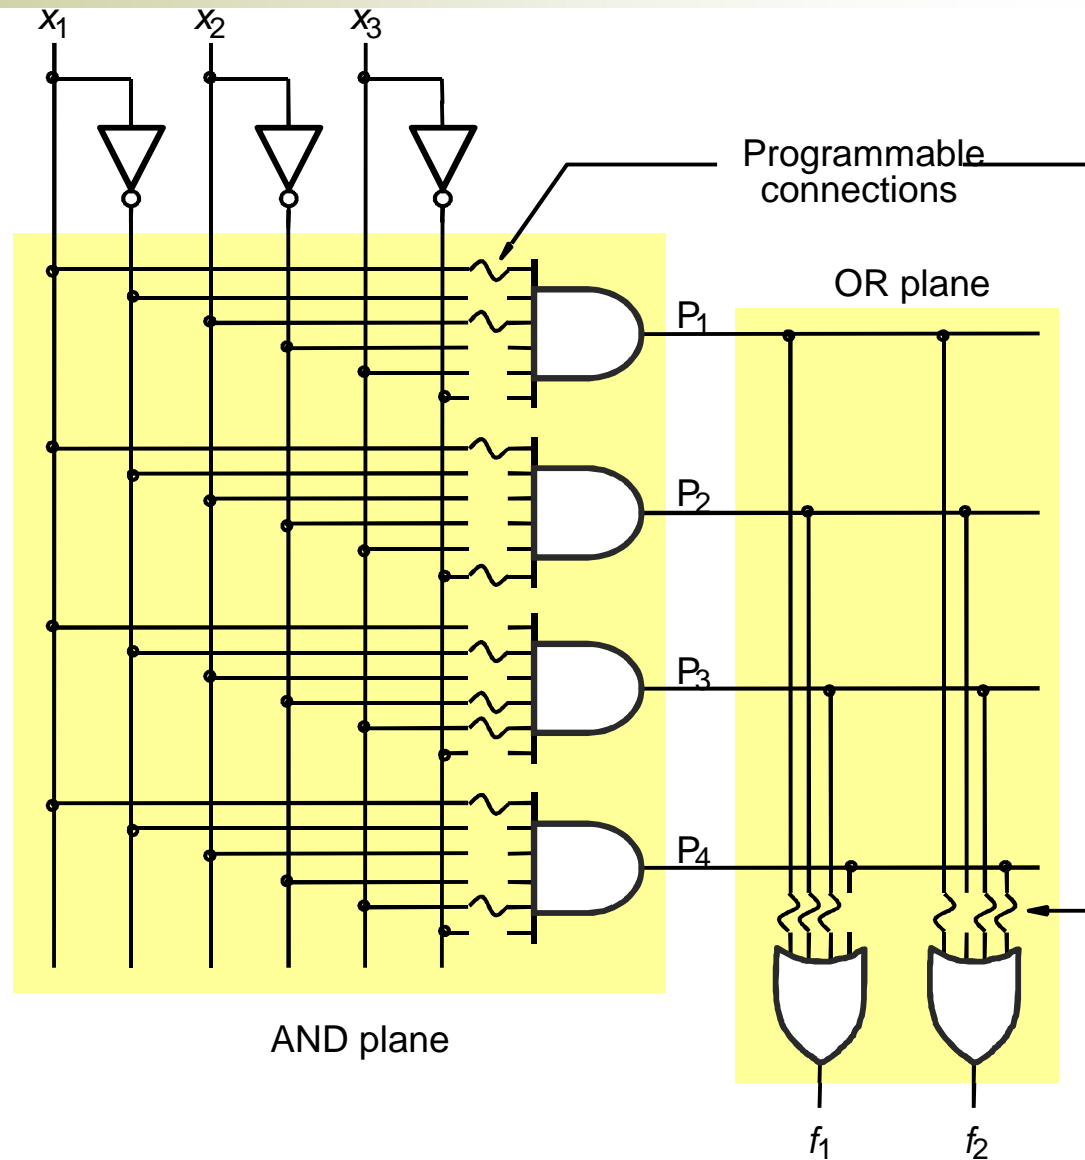 x1 x2 x3
Programmable
connections
OR plane
P1
P2
P3
P4
AND plane
f1 f2